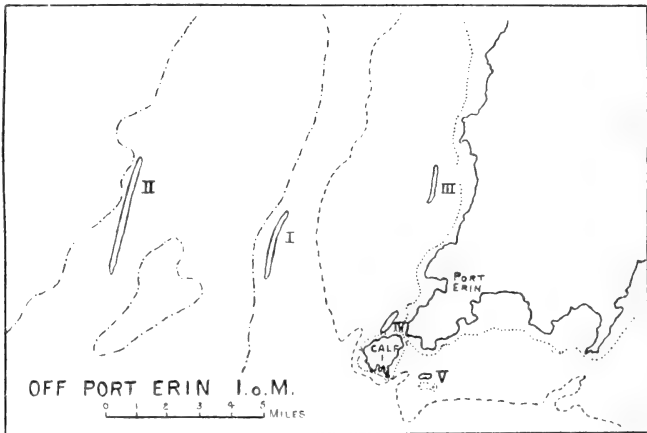 II
III
I
PORT
ERIN
IV
CALF
I.
V
OFF PORT ERIN I.o.M.
0 1 2 3 4 5 MILES